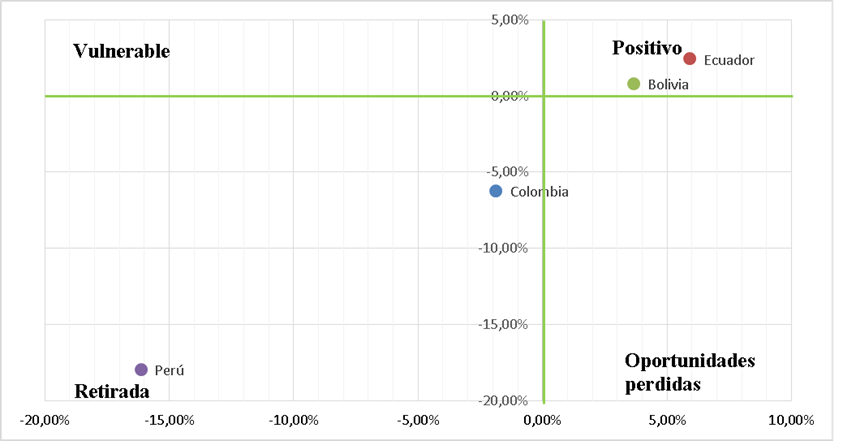 5,00%
Vulnerable
Positivo
Ecuador
Bolivia
0,00%
-5,00%
Colombia
-10,00%
-15,00%
Oportunidades
perdidas
Perú
Retirada
-20,00%
-20,00% -15,00% -10,00% -5,00% 0,00% 5,00% 10,00%